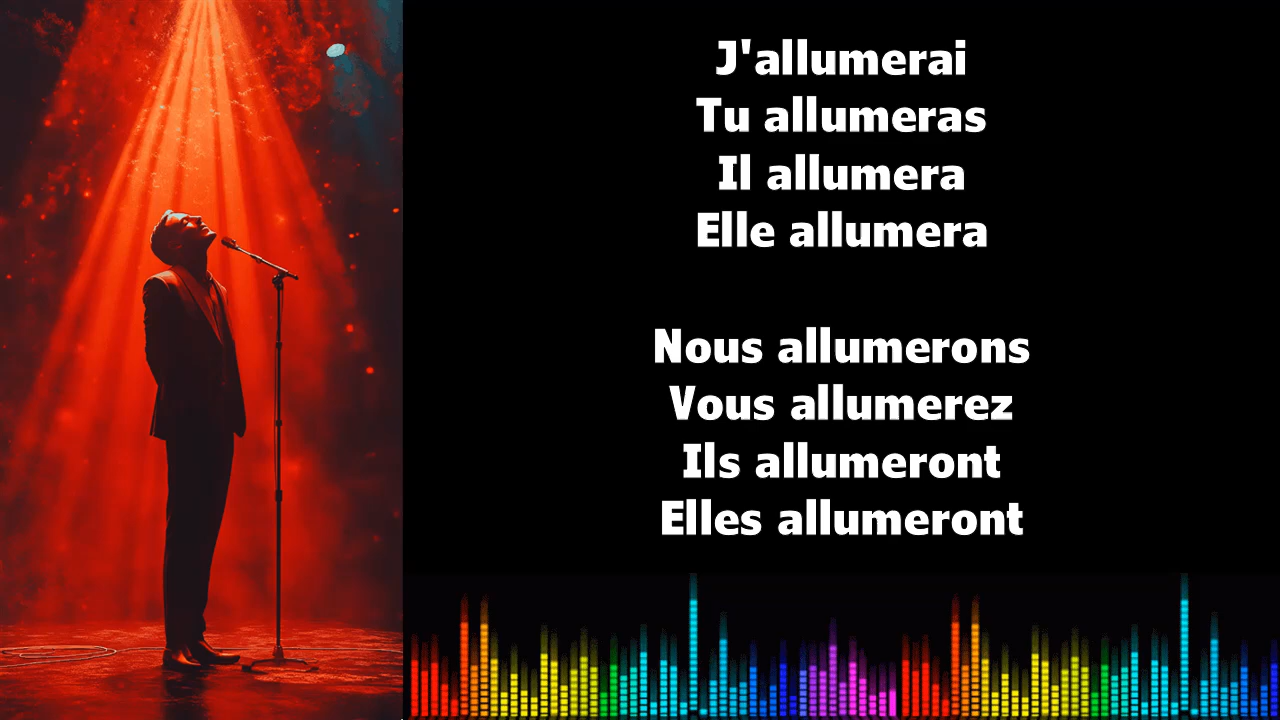 J'allumerai
Tu allumeras
Il allumera
Elle allumera
Nous allumerons
Vous allumerez
Ils allumeront
Elles allumeront